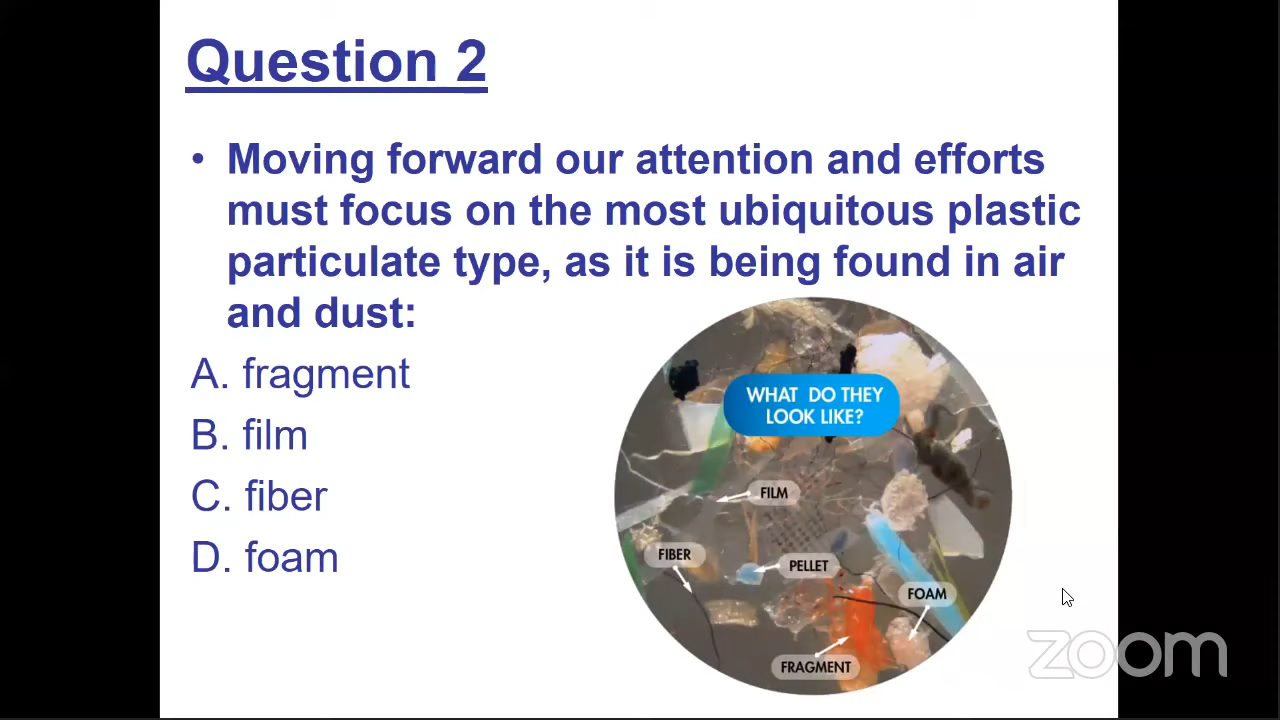 Question 2
• Moving forward our attention and efforts
must focus on the most ubiquitous plastic
particulate type, as it is being found in air
and dust:
A. fragment
B. film
C. fiber
D. foam
WHAT DO THEY
LOOK LIKE?
FILM
FIBER
PELLET
FOAM
FRAGMENT
zoom